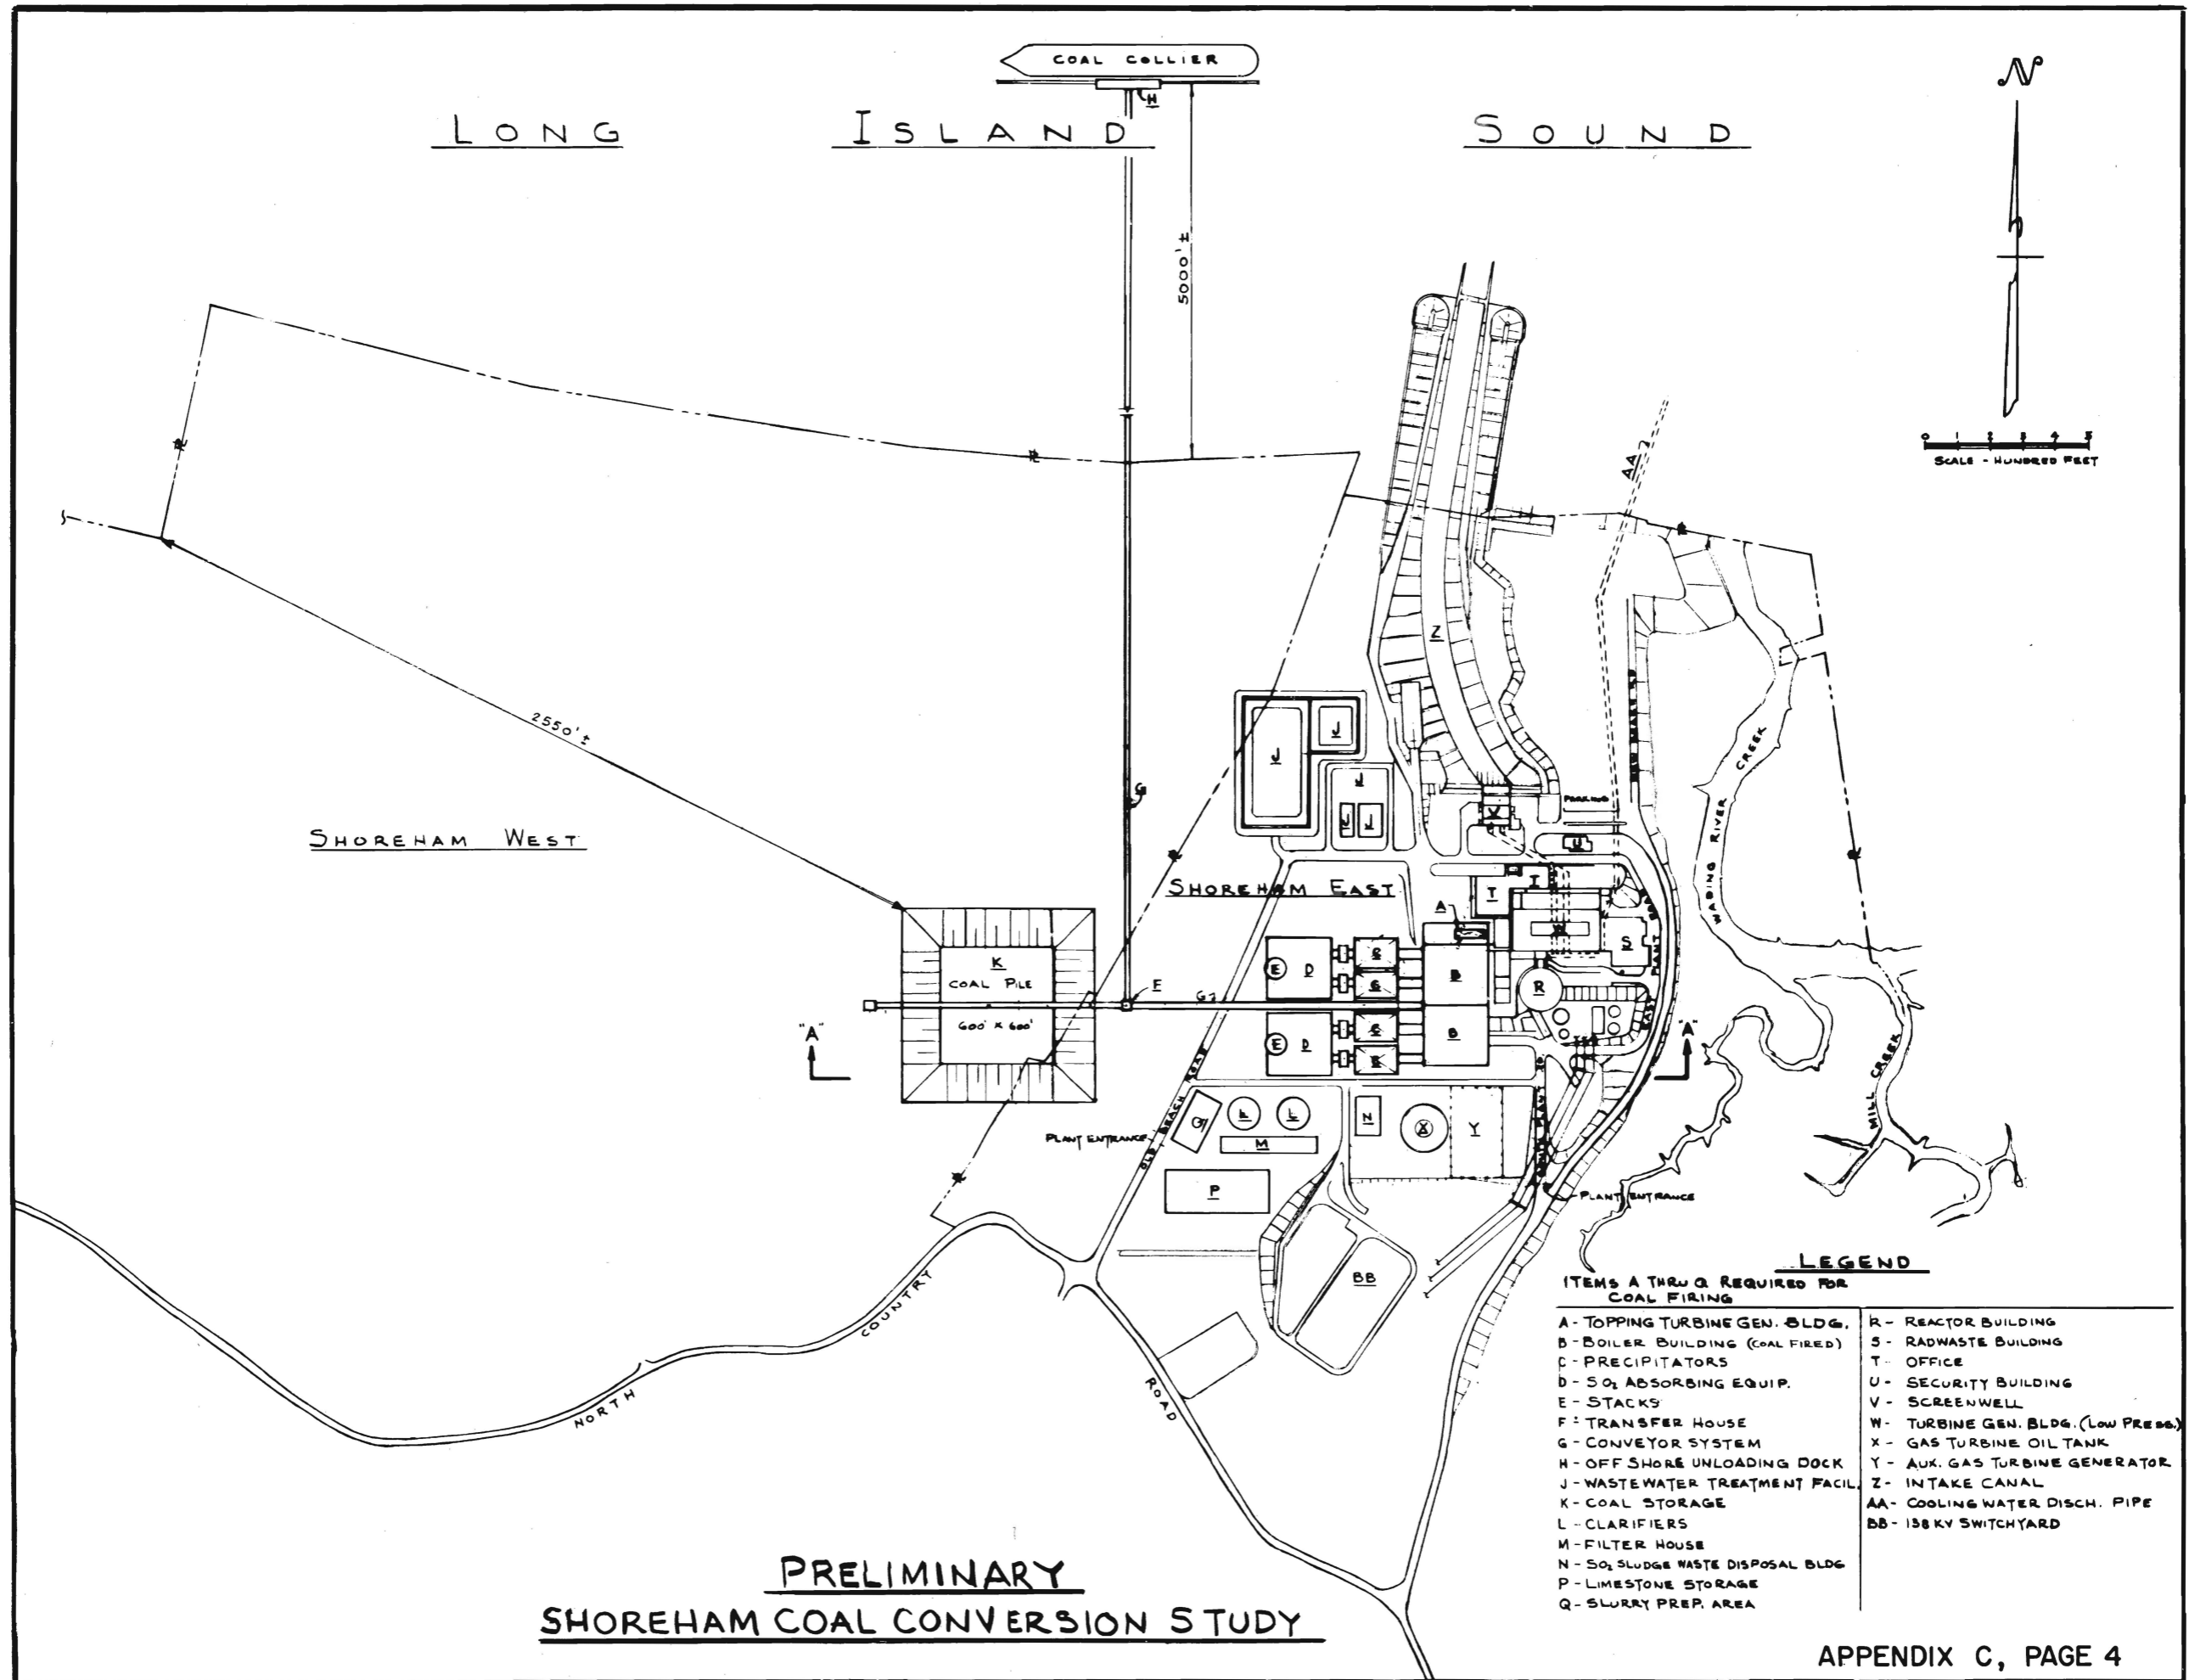 COAL COLLIER
H
N
LONG ISLAND SOUND
5000'±
0 1 2 3 4 5
SCALE - HUNDRED FEET
AA
Z
2550'±
J
J
J
G
SHOREHAM WEST
PARKING
V
U
SHOREHAM EAST
T
I
A
W
S
K
COAL PILE
600' x 600'
F
G
E D
C
C
B
R
E D
C
C
B
"A"
"A"
WADING RIVER CREEK
MILL CREEK
OLD BEACH ROAD
PLANT ENTRANCE
Q
L
L
M
N
X
Y
P
PLANT ENTRANCE
BB
NORTH COUNTRY ROAD
LEGEND
ITEMS A THRU Q REQUIRED FOR
COAL FIRING
A - TOPPING TURBINE GEN. BLDG.
B - BOILER BUILDING (COAL FIRED)
C - PRECIPITATORS
D - SO2 ABSORBING EQUIP.
E - STACKS
F - TRANSFER HOUSE
G - CONVEYOR SYSTEM
H - OFF SHORE UNLOADING DOCK
J - WASTEWATER TREATMENT FACIL.
K - COAL STORAGE
L - CLARIFIERS
M - FILTER HOUSE
N - SO2 SLUDGE WASTE DISPOSAL BLDG
P - LIMESTONE STORAGE
Q - SLURRY PREP. AREA
R - REACTOR BUILDING
S - RADWASTE BUILDING
T - OFFICE
U - SECURITY BUILDING
V - SCREENWELL
W - TURBINE GEN. BLDG. (LOW PRESS.)
X - GAS TURBINE OIL TANK
Y - AUX. GAS TURBINE GENERATOR
Z - INTAKE CANAL
AA - COOLING WATER DISCH. PIPE
BB - 138 KV SWITCHYARD
PRELIMINARY
SHOREHAM COAL CONVERSION STUDY
APPENDIX C, PAGE 4